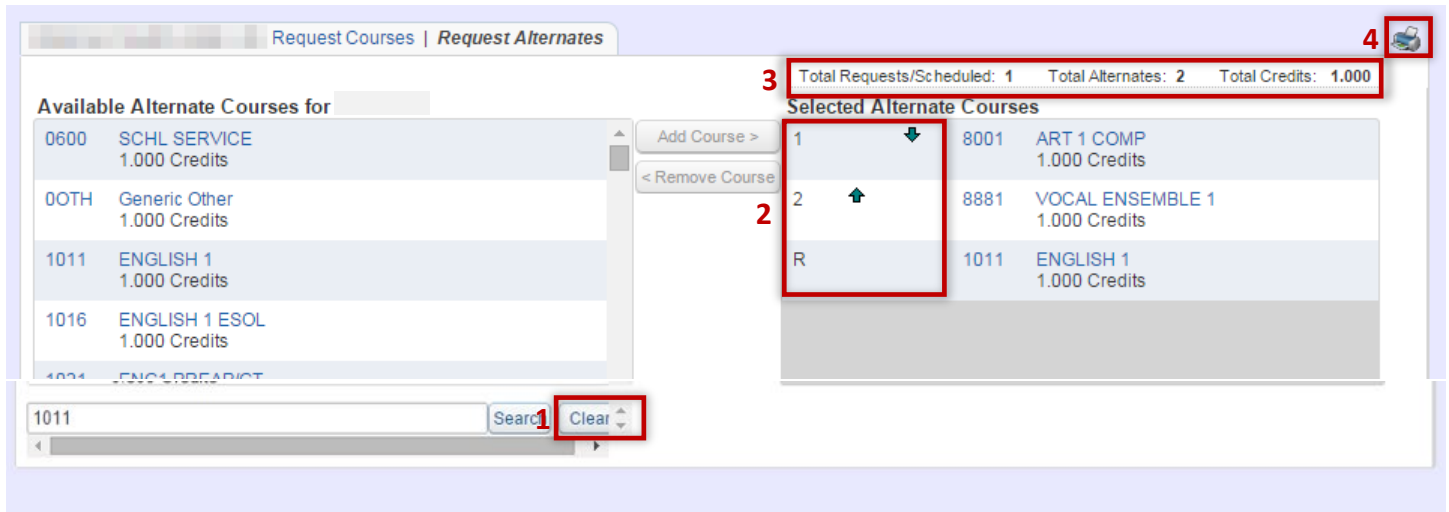 Request Courses | Request Alternates
4
3
Total Requests/Scheduled: 1 Total Alternates: 2 Total Credits: 1.000
Available Alternate Courses for
Selected Alternate Courses
0600 SCHL SERVICE
1.000 Credits
0OTH Generic Other
1.000 Credits
1011 ENGLISH 1
1.000 Credits
1016 ENGLISH 1 ESOL
1.000 Credits
Add Course >
< Remove Course
2
1 8001 ART 1 COMP
1.000 Credits
2 8881 VOCAL ENSEMBLE 1
1.000 Credits
R 1011 ENGLISH 1
1.000 Credits
1011 Search 1 Clear